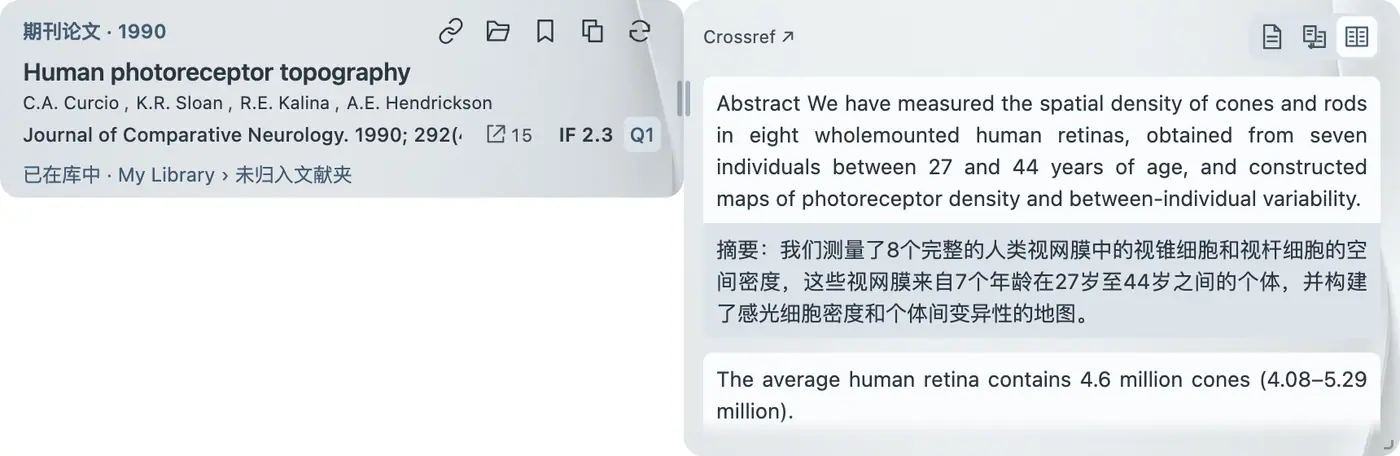 期刊论文 · 1990
Human photoreceptor topography
C.A. Curcio , K.R. Sloan , R.E. Kalina , A.E. Hendrickson
Journal of Comparative Neurology. 1990; 292( 15 IF 2.3 Q1
已在库中 · My Library › 未归入文献夹
Crossref ↗
Abstract We have measured the spatial density of cones and rods
in eight wholemounted human retinas, obtained from seven
individuals between 27 and 44 years of age, and constructed
maps of photoreceptor density and between-individual variability.
摘要：我们测量了8个完整的人类视网膜中的视锥细胞和视杆细胞的空
间密度，这些视网膜来自7个年龄在27岁至44岁之间的个体，并构建
了感光细胞密度和个体间变异性的地图。
The average human retina contains 4.6 million cones (4.08–5.29
million).